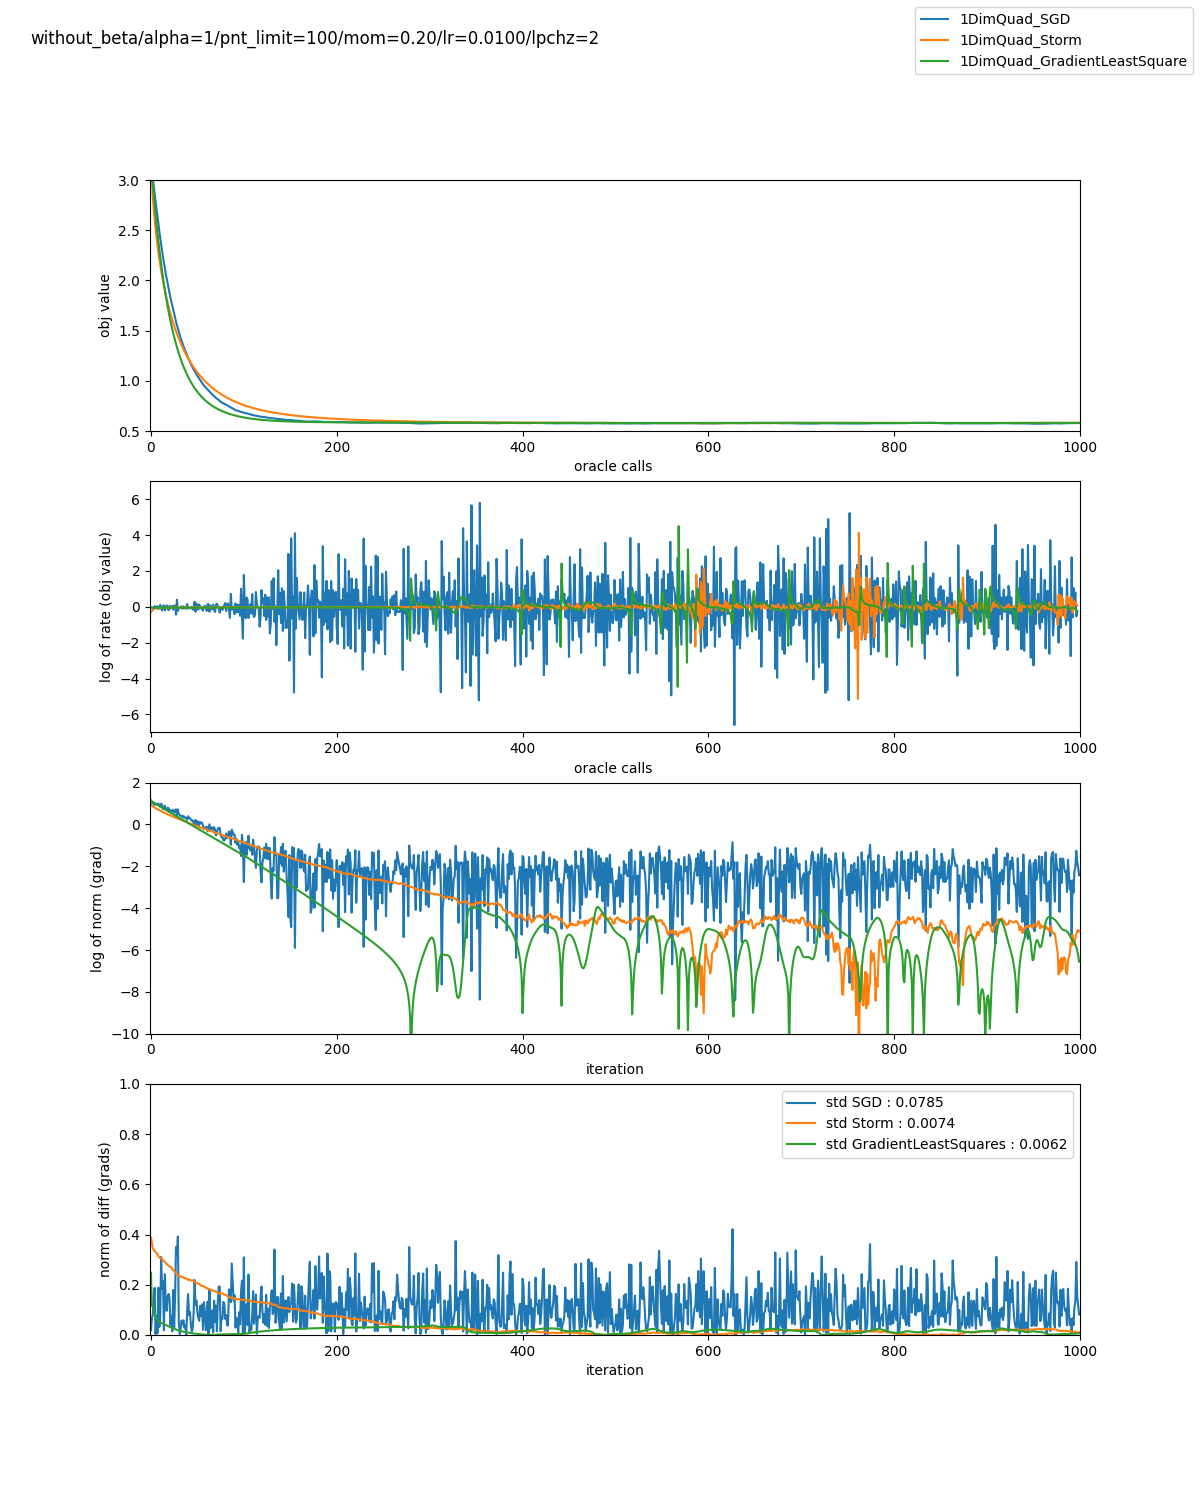 without_beta/alpha=1/pnt_limit=100/mom=0.20/lr=0.0100/lpchz=2
1DimQuad_SGD
1DimQuad_Storm
1DimQuad_GradientLeastSquare
3.0
2.5
2.0
1.5
1.0
0.5
obj value
0 200 400 600 800 1000
oracle calls
6
4
2
0
−2
−4
−6
log of rate (obj value)
0 200 400 600 800 1000
oracle calls
2
0
−2
−4
−6
−8
−10
log of norm (grad)
0 200 400 600 800 1000
iteration
1.0
0.8
0.6
0.4
0.2
0.0
norm of diff (grads)
std SGD : 0.0785
std Storm : 0.0074
std GradientLeastSquares : 0.0062
0 200 400 600 800 1000
iteration